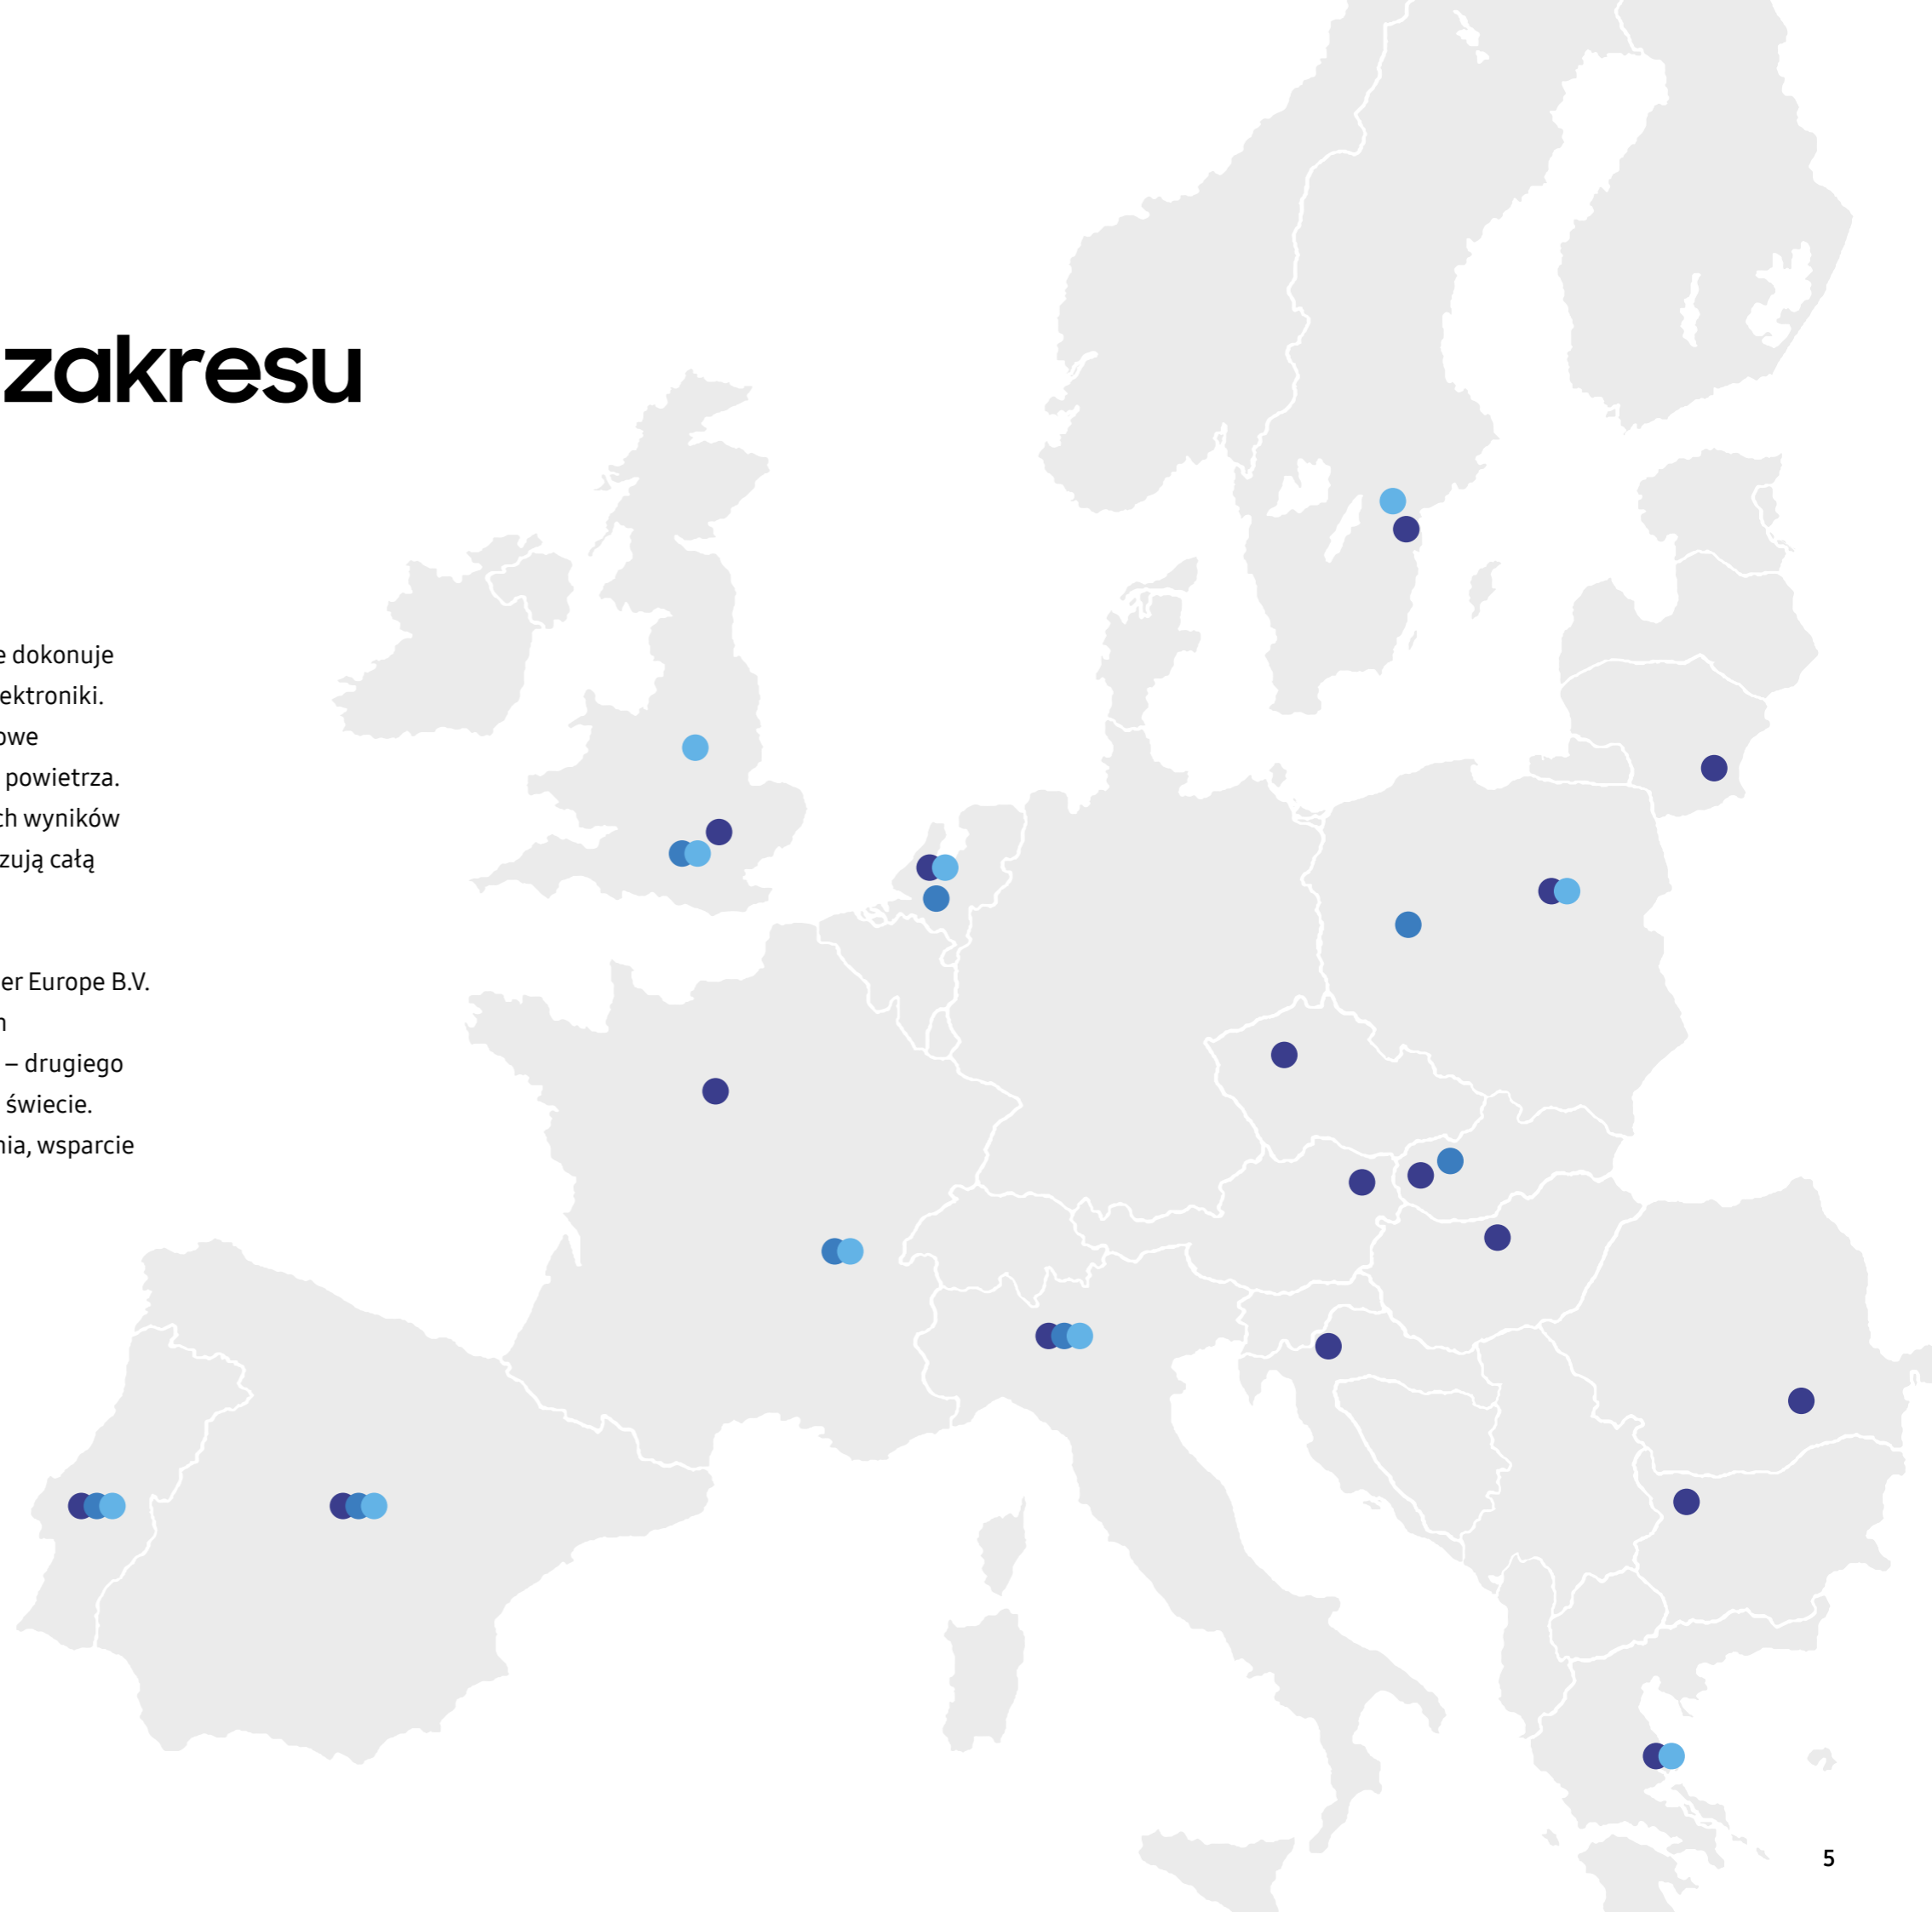 zakresu
e dokonuje
ektroniki.
owe
powietrza.
ch wyników
zują całą
er Europe B.V.
n
– drugiego
świecie.
nia, wsparcie
5